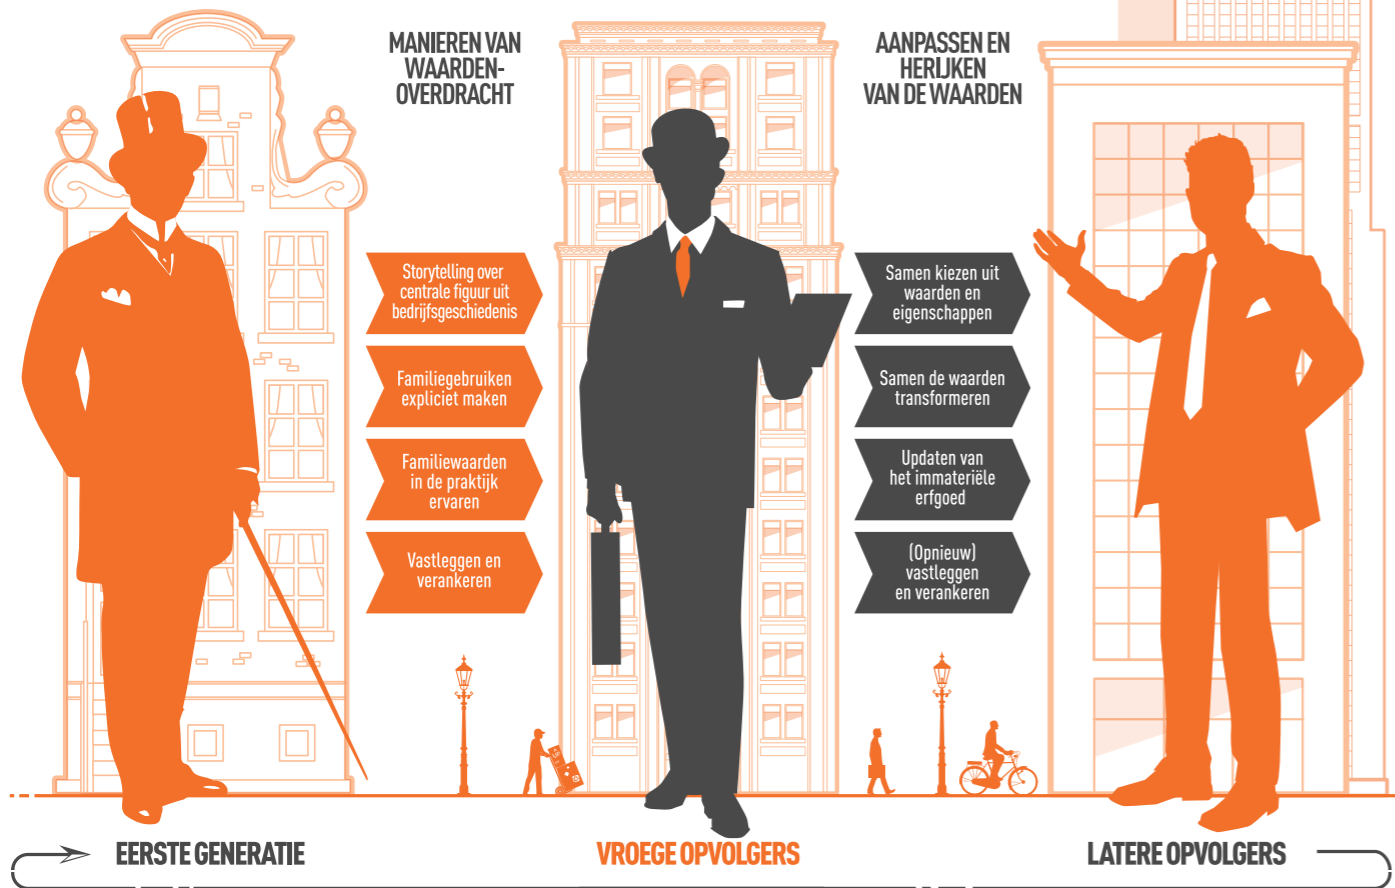 MANIEREN VAN
WAARDEN-
OVERDRACHT
AANPASSEN EN
HERIJKEN
VAN DE WAARDEN
Storytelling over
centrale figuur uit
bedrijfsgeschiedenis
Familiegebruiken
expliciet maken
Familiewaarden
in de praktijk
ervaren
Vastleggen en
verankeren
Samen kiezen uit
waarden en
eigenschappen
Samen de waarden
transformeren
Updaten van
het immateriële
erfgoed
(Opnieuw)
vastleggen
en verankeren
EERSTE GENERATIE
VROEGE OPVOLGERS
LATERE OPVOLGERS